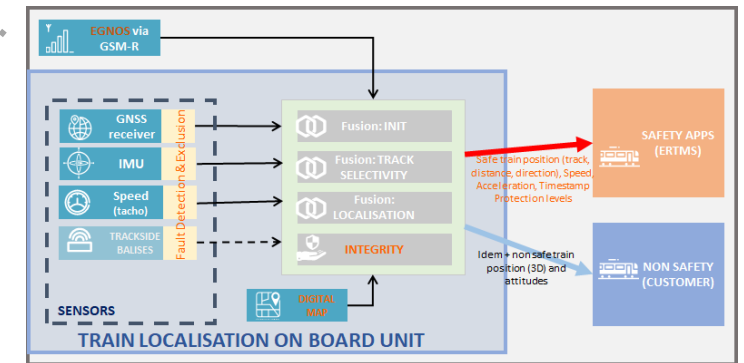 EGNOS via
GSM-R
GNSS
receiver
IMU
Speed
(tacho)
TRACKSIDE
BALISES
Fault Detection & Exclusion
SENSORS
Fusion: INIT
Fusion: TRACK
SELECTIVITY
Fusion:
LOCALISATION
INTEGRITY
DIGITAL
MAP
TRAIN LOCALISATION ON BOARD UNIT
Safe train position (track,
distance, direction), Speed,
Acceleration, Timestamp
Protection levels
Idem + non safe train
position (3D) and
attitudes
SAFETY APPS
(ERTMS)
NON SAFETY
(CUSTOMER)